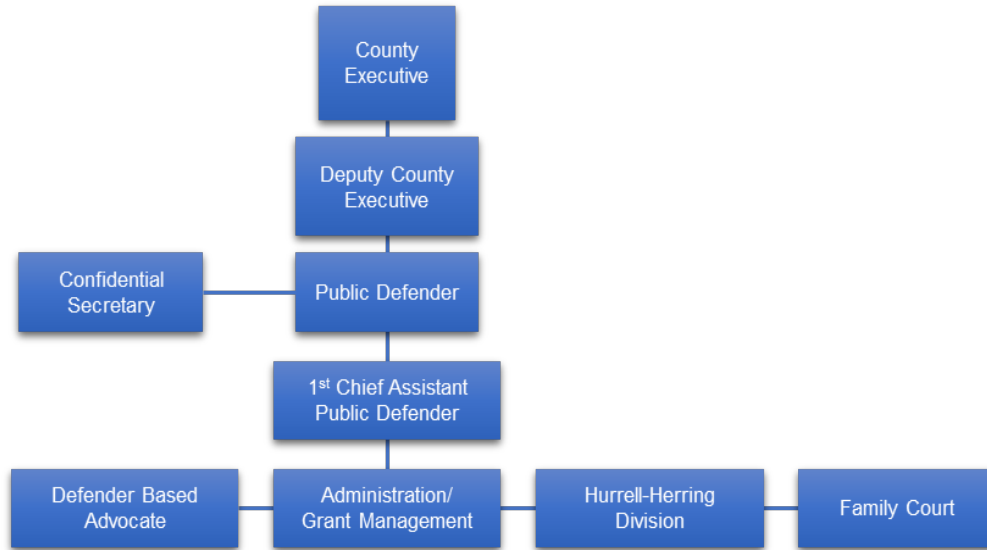 County
Executive
Deputy County
Executive
Confidential
Secretary
Public Defender
1st Chief Assistant
Public Defender
Defender Based
Advocate
Administration/
Grant Management
Hurrell-Herring
Division
Family Court